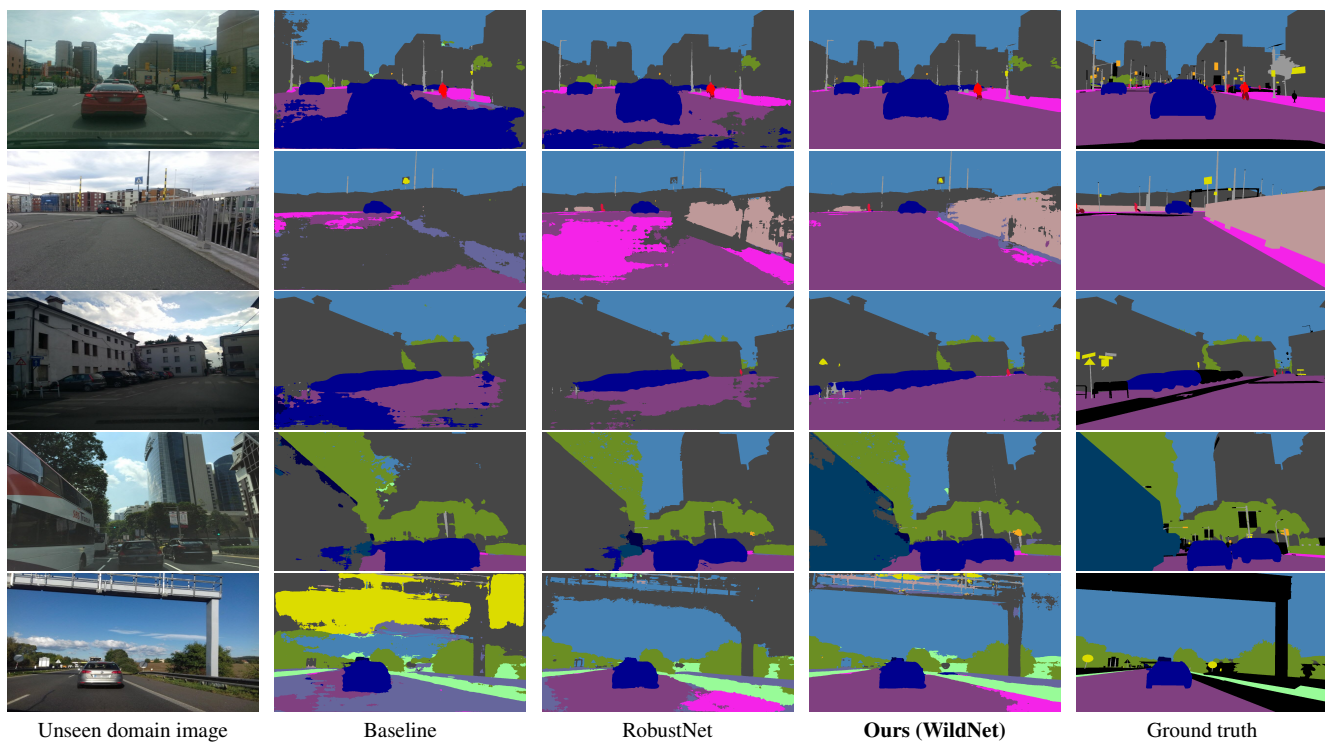 Unseen domain image
Baseline
RobustNet
Ours (WildNet)
Ground truth